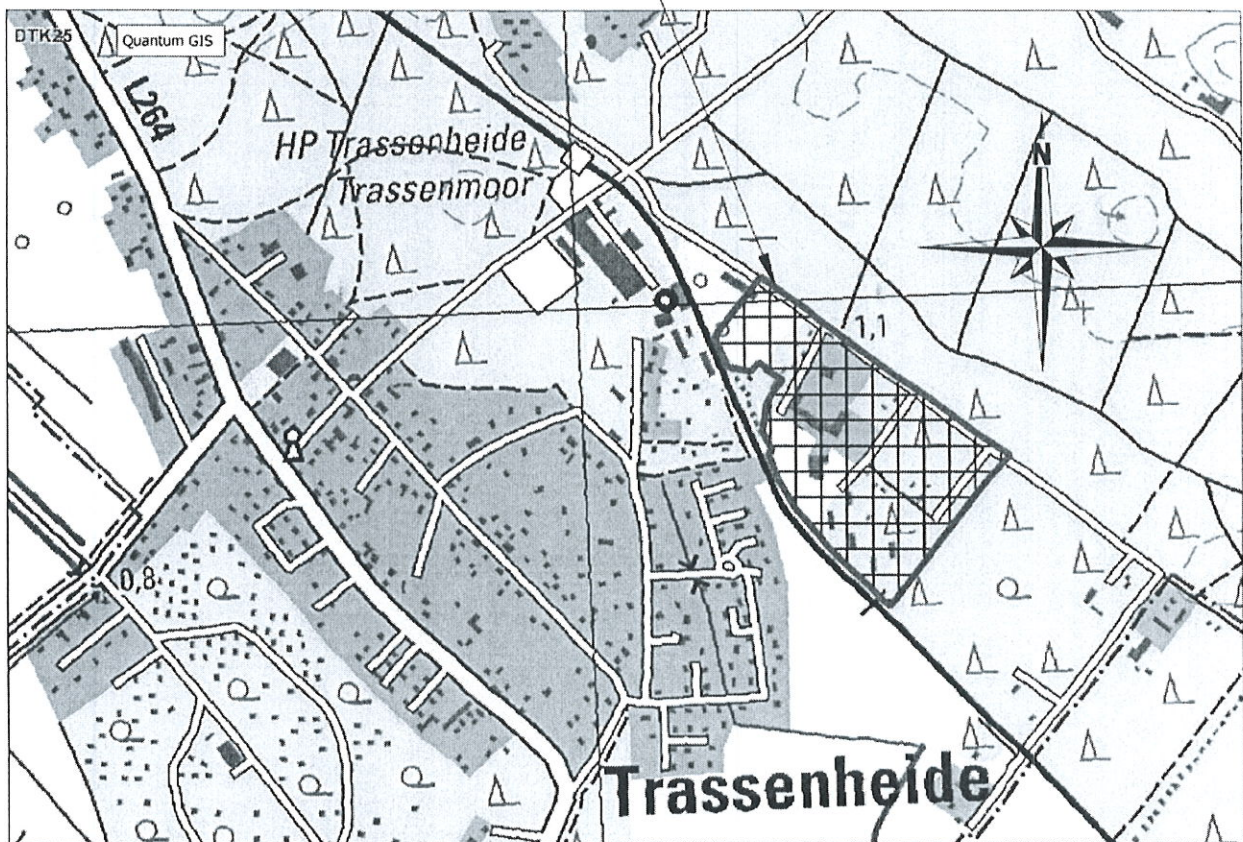 DTK25
Quantum GIS
L264
HP Trassenheide
Trassenmoor
N
1,1
0,8
Trassenheide